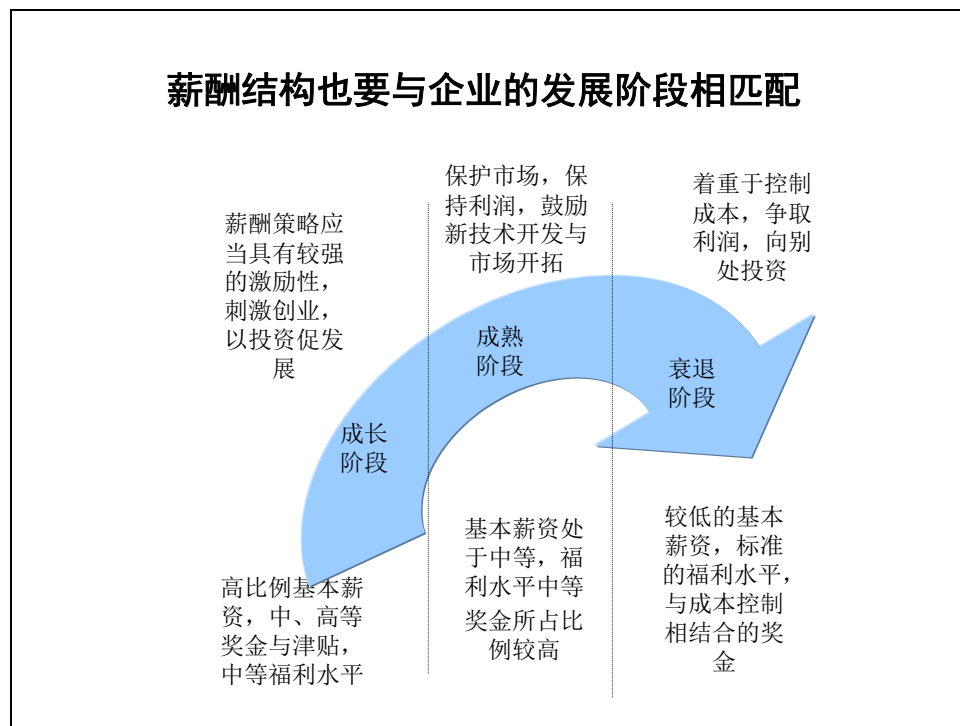 薪酬结构也要与企业的发展阶段相匹配
薪酬策略应
当具有较强
的激励性，
刺激创业，
以投资促发
展
保护市场，保
持利润，鼓励
新技术开发与
市场开拓
着重于控制
成本，争取
利润，向别
处投资
成长
阶段
成熟
阶段
衰退
阶段
高比例基本薪
资，中、高等
奖金与津贴，
中等福利水平
基本薪资处
于中等，福
利水平中等
奖金所占比
例较高
较低的基本
薪资，标准
的福利水平，
与成本控制
相结合的奖
金